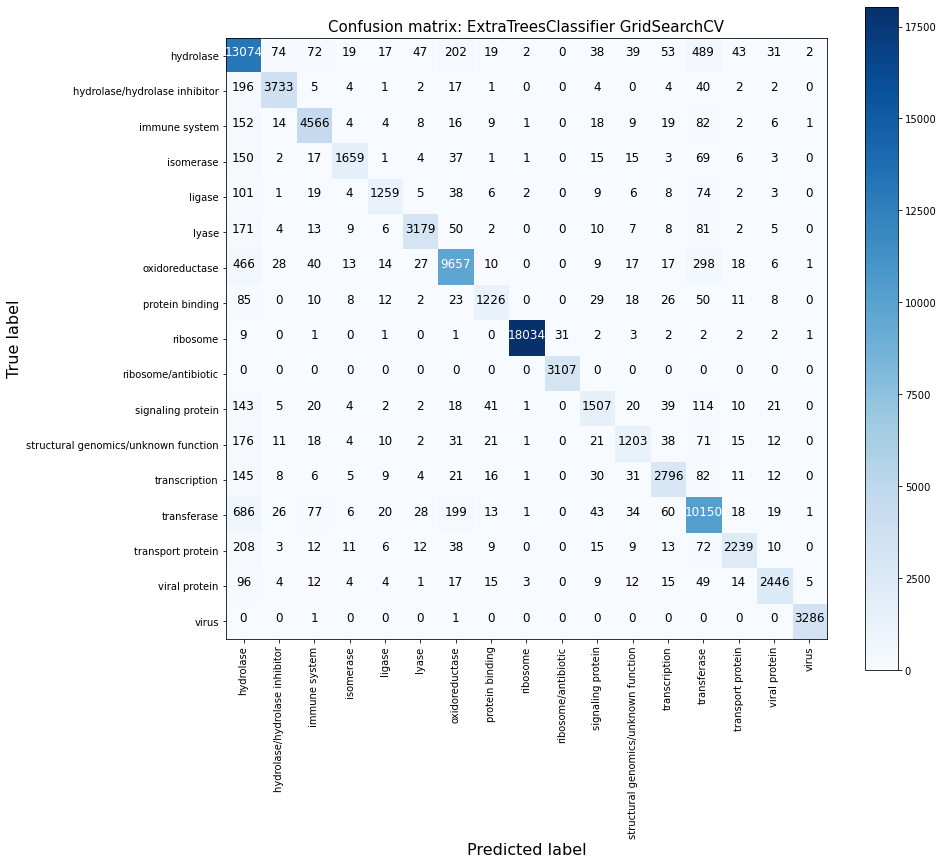 Confusion matrix: ExtraTreesClassifier GridSearchCV
True label
hydrolase 13074 74 72 19 17 47 202 19 2 0 38 39 53 489 43 31 2
hydrolase/hydrolase inhibitor 196 3733 5 4 1 2 17 1 0 0 4 0 4 40 2 2 0
immune system 152 14 4566 4 4 8 16 9 1 0 18 9 19 82 2 6 1
isomerase 150 2 17 1659 1 4 37 1 1 0 15 15 3 69 6 3 0
ligase 101 1 19 4 1259 5 38 6 2 0 9 6 8 74 2 3 0
lyase 171 4 13 9 6 3179 50 2 0 0 10 7 8 81 2 5 0
oxidoreductase 466 28 40 13 14 27 9657 10 0 0 9 17 17 298 18 6 1
protein binding 85 0 10 8 12 2 23 1226 0 0 29 18 26 50 11 8 0
ribosome 9 0 1 0 1 0 1 0 18034 31 2 3 2 2 2 2 1
ribosome/antibiotic 0 0 0 0 0 0 0 0 0 3107 0 0 0 0 0 0 0
signaling protein 143 5 20 4 2 2 18 41 1 0 1507 20 39 114 10 21 0
structural genomics/unknown function 176 11 18 4 10 2 31 21 1 0 21 1203 38 71 15 12 0
transcription 145 8 6 5 9 4 21 16 1 0 30 31 2796 82 11 12 0
transferase 686 26 77 6 20 28 199 13 1 0 43 34 60 10150 18 19 1
transport protein 208 3 12 11 6 12 38 9 0 0 15 9 13 72 2239 10 0
viral protein 96 4 12 4 4 1 17 15 3 0 9 12 15 49 14 2446 5
virus 0 0 1 0 0 0 1 0 0 0 0 0 0 0 0 0 3286
hydrolase
hydrolase/hydrolase inhibitor
immune system
isomerase
ligase
lyase
oxidoreductase
protein binding
ribosome
ribosome/antibiotic
signaling protein
structural genomics/unknown function
transcription
transferase
transport protein
viral protein
virus
Predicted label
17500
15000
12500
10000
7500
5000
2500
0